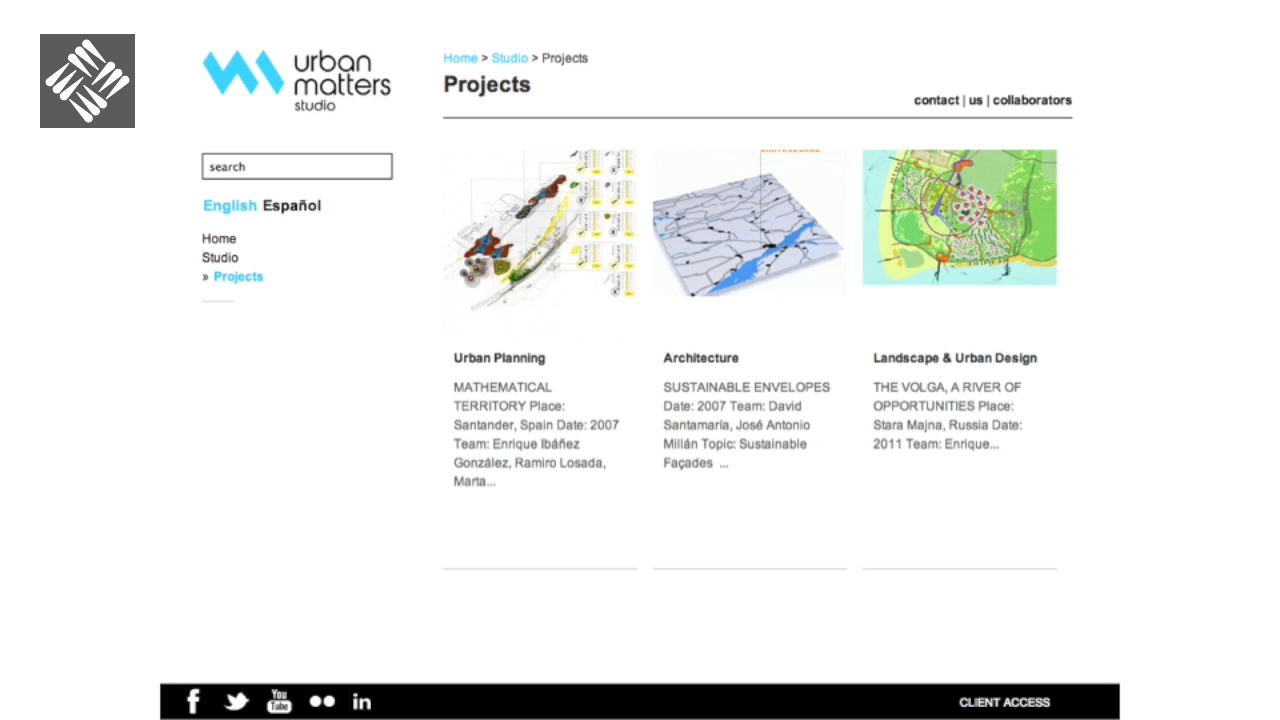 urban
matters
studio
Home > Studio > Projects
Projects
contact | us | collaborators
search
English Español
Home
Studio
» Projects
Urban Planning
MATHEMATICAL
TERRITORY Place:
Santander, Spain Date: 2007
Team: Enrique Ibáñez
González, Ramiro Losada,
Marta...
Architecture
SUSTAINABLE ENVELOPES
Date: 2007 Team: David
Santamaría, José Antonio
Millán Topic: Sustainable
Façades ...
Landscape & Urban Design
THE VOLGA, A RIVER OF
OPPORTUNITIES Place:
Stara Majna, Russia Date:
2011 Team: Enrique...
f
You
Tube
in
CLIENT ACCESS